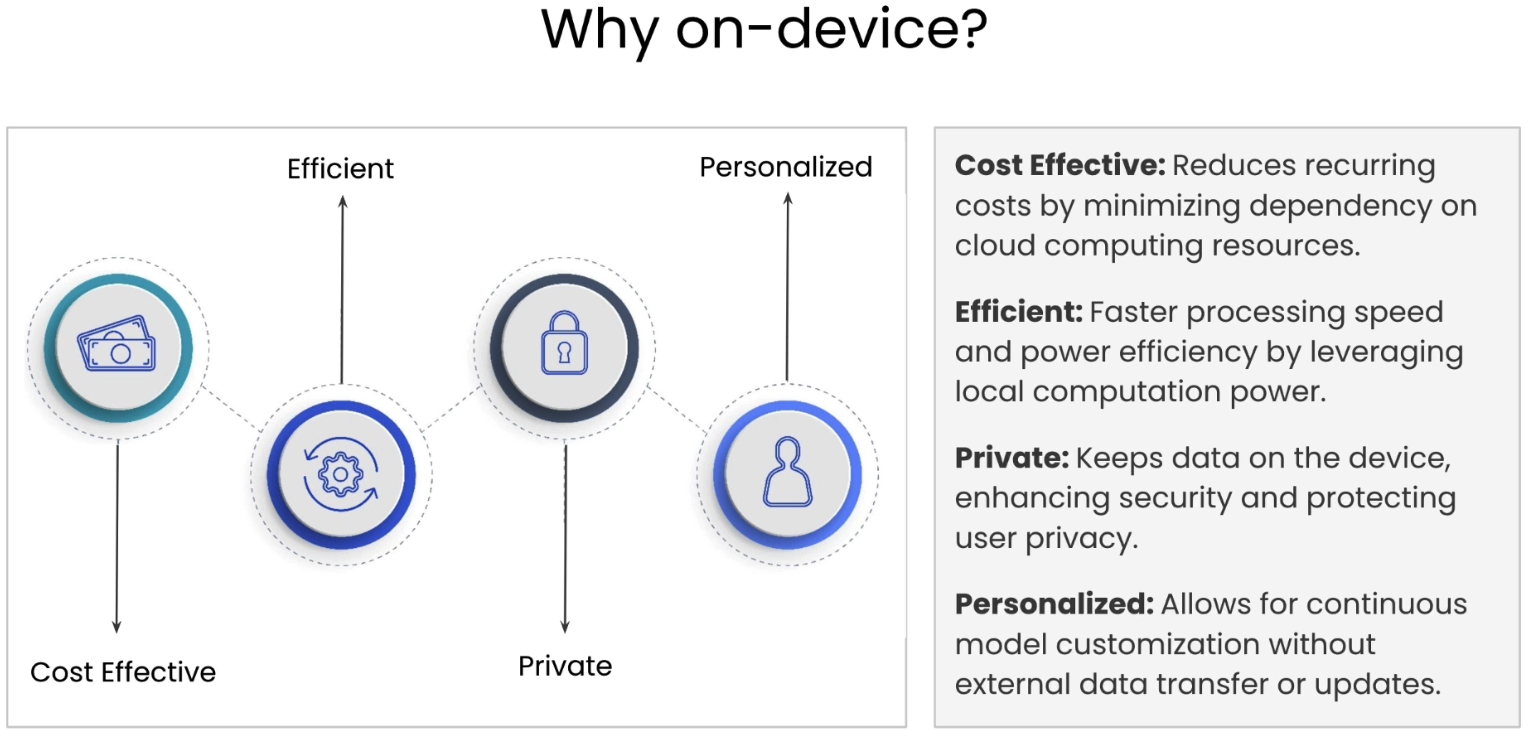 Why on-device?
Efficient
Personalized
Cost Effective
Private
Cost Effective: Reduces recurring
costs by minimizing dependency on
cloud computing resources.
Efficient: Faster processing speed
and power efficiency by leveraging
local computation power.
Private: Keeps data on the device,
enhancing security and protecting
user privacy.
Personalized: Allows for continuous
model customization without
external data transfer or updates.